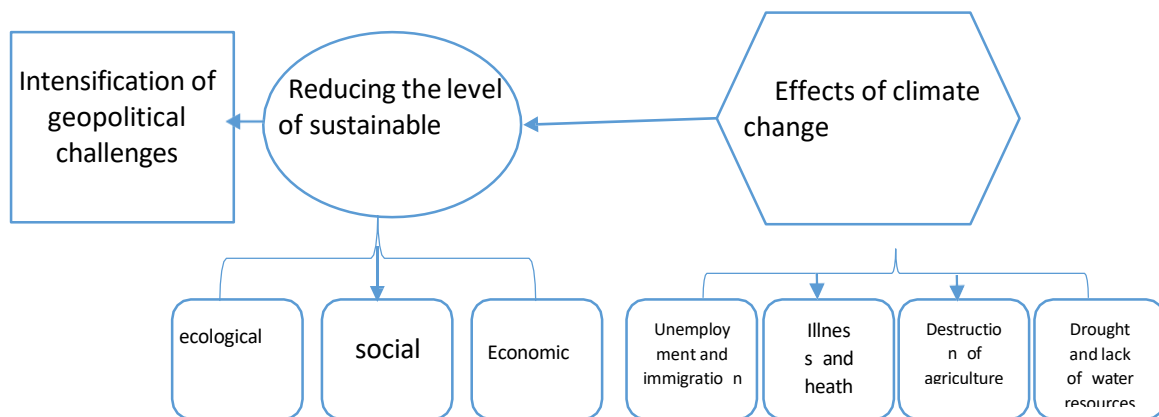 Intensification of
geopolitical
challenges
Reducing the level
of sustainable
Effects of climate
change
ecological
social
Economic
Unemploy
ment and
immigratio n
Illnes
s and
heath
Destructio
n of
agriculture
Drought
and lack
of water
resources